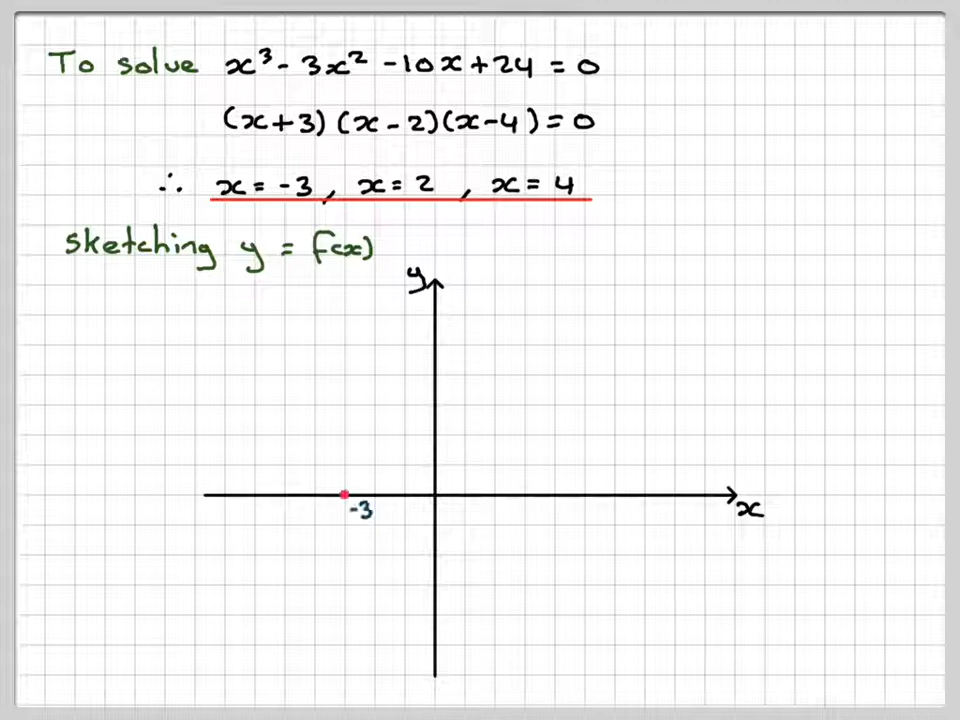 To solve x³ - 3x² - 10x + 24 = 0
(x+3)(x-2)(x-4) = 0
∴ x = -3, x = 2, x = 4
sketching y = f(x)
y
-3
x